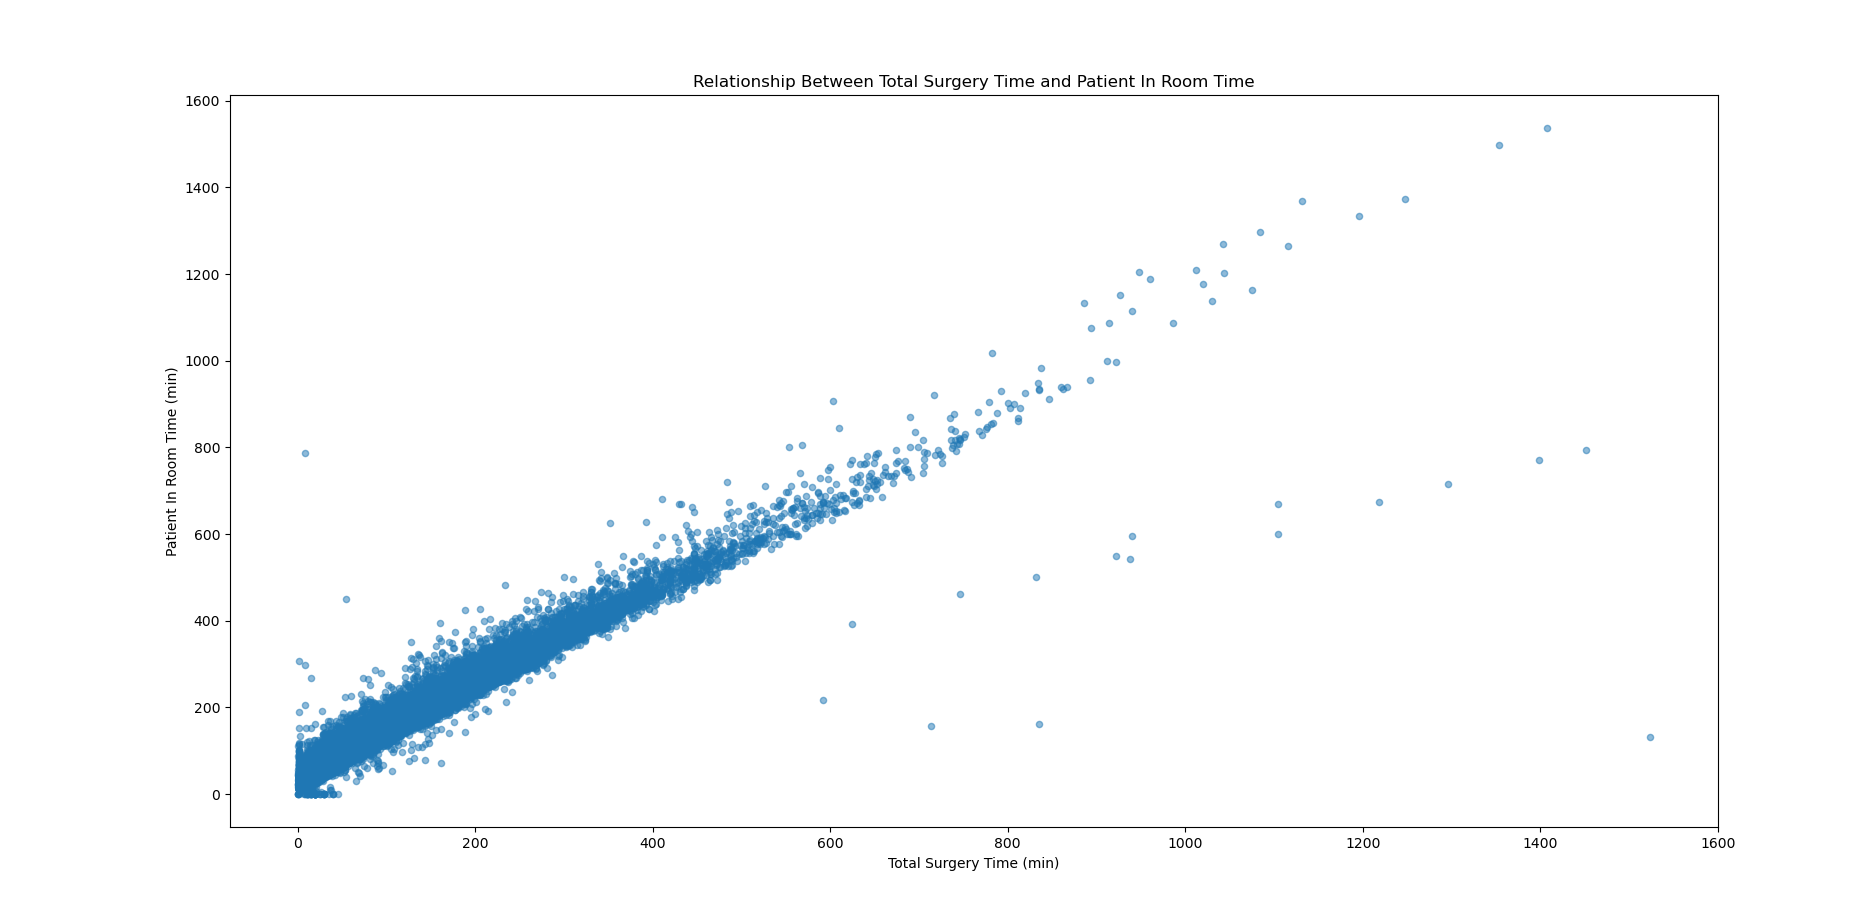 Relationship Between Total Surgery Time and Patient In Room Time
1600
1400
1200
1000
800
600
400
200
0
Patient In Room Time (min)
0 200 400 600 800 1000 1200 1400 1600
Total Surgery Time (min)